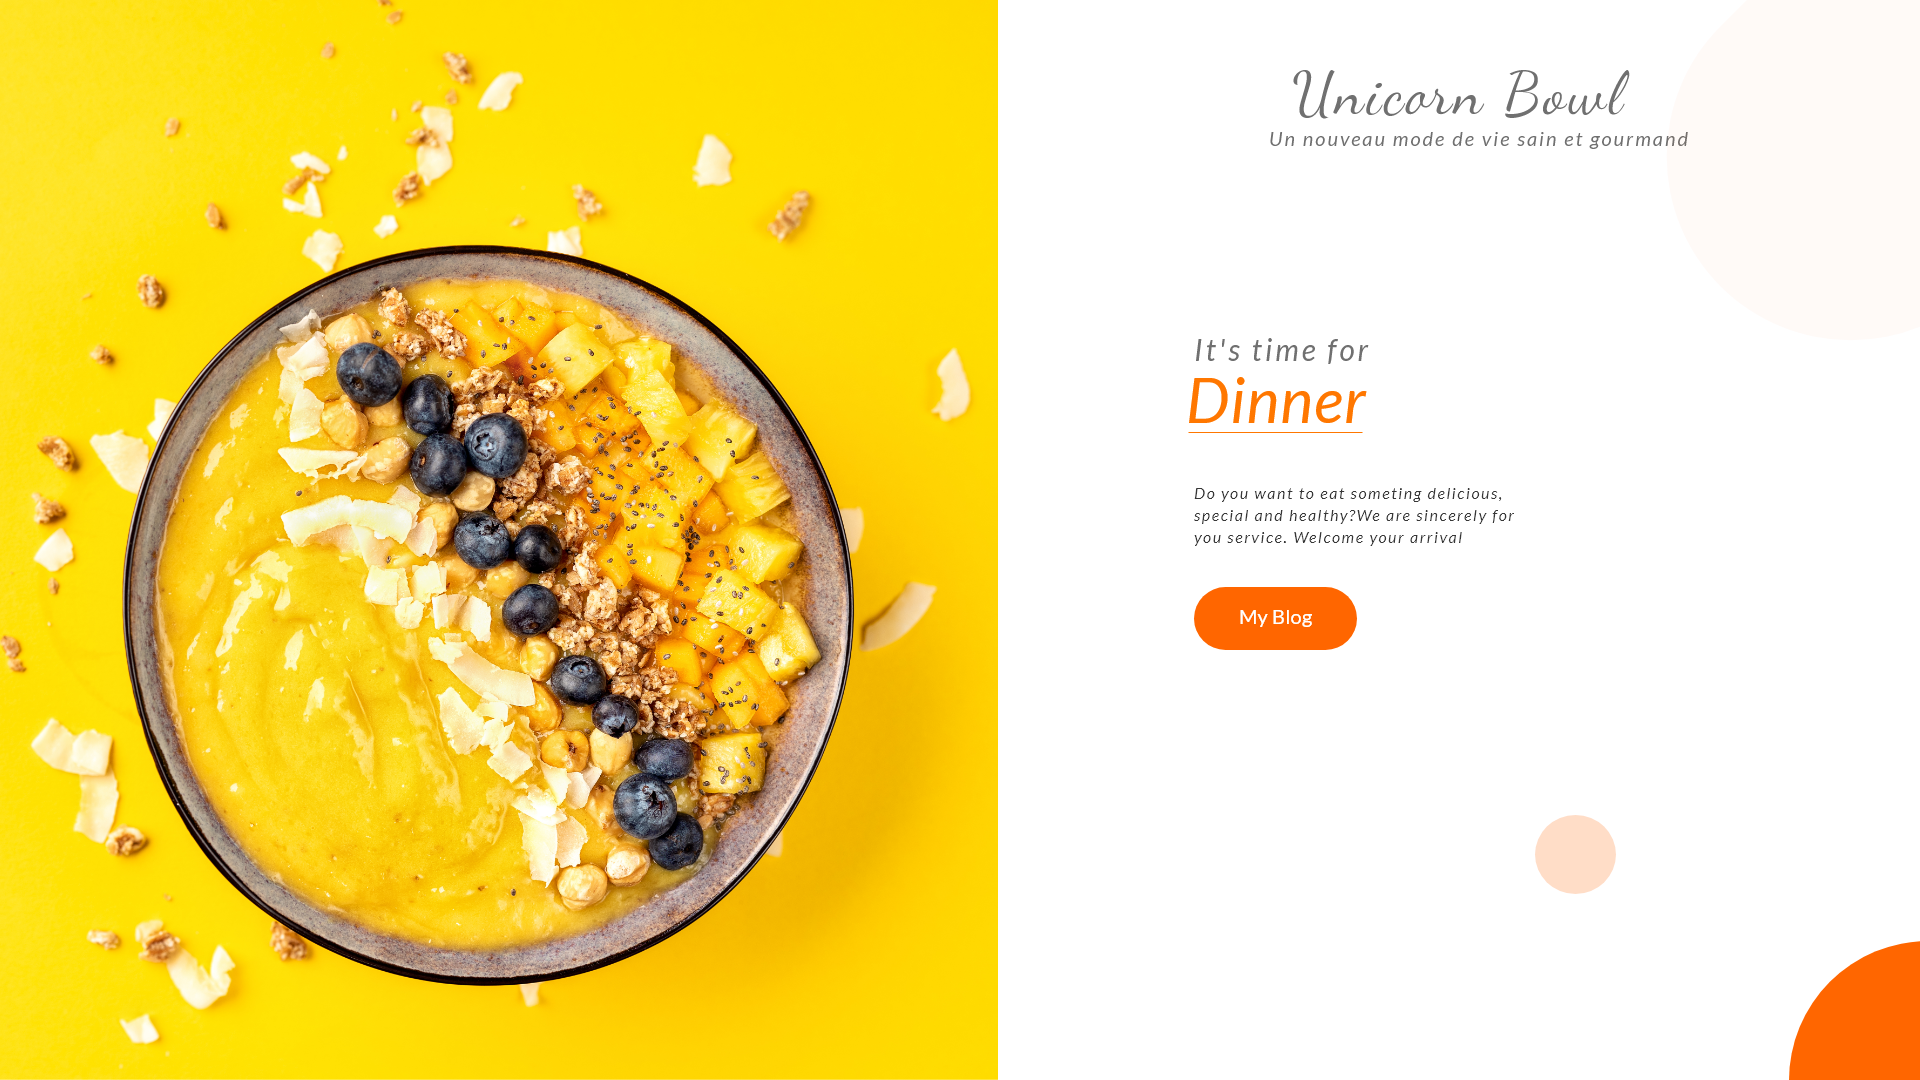 Unicorn Bowl
Un nouveau mode de vie sain et gourmand
It's time for
Dinner
Do you want to eat someting delicious,
special and healthy?We are sincerely for
you service. Welcome your arrival
My Blog